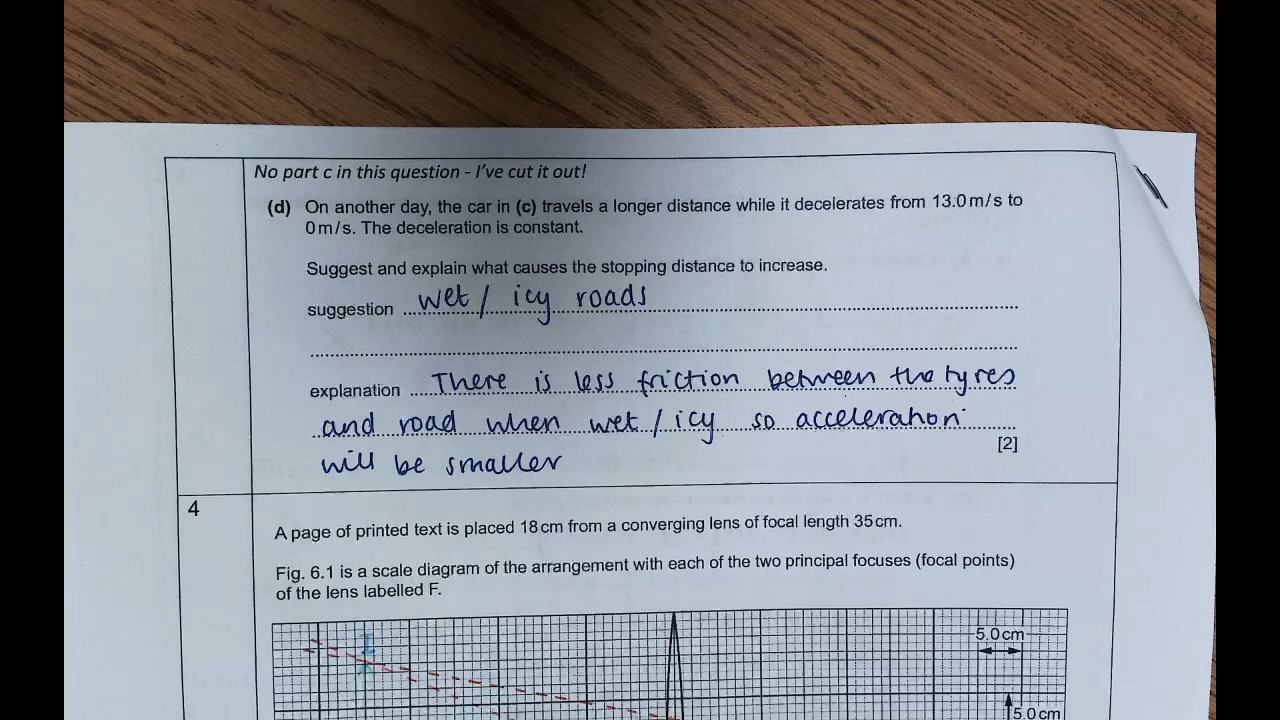 No part c in this question - I've cut it out!
(d) On another day, the car in (c) travels a longer distance while it decelerates from 13.0 m/s to
0 m/s. The deceleration is constant.
Suggest and explain what causes the stopping distance to increase.
suggestion wet / icy roads
explanation There is less friction between the tyres
and road when wet / icy so acceleration
[2]
will be smaller
4
A page of printed text is placed 18 cm from a converging lens of focal length 35 cm.
Fig. 6.1 is a scale diagram of the arrangement with each of the two principal focuses (focal points)
of the lens labelled F.
5.0 cm
I
5.0 cm